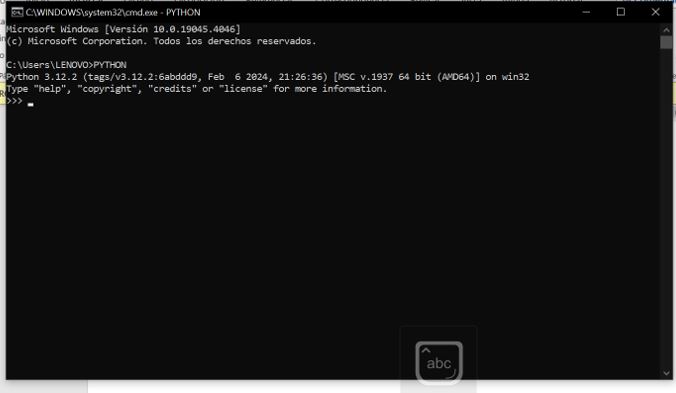 C:\WINDOWS\system32\cmd.exe - PYTHON
Microsoft Windows [Versión 10.0.19045.4046]
(c) Microsoft Corporation. Todos los derechos reservados.
C:\Users\LENOVO>PYTHON
Python 3.12.2 (tags/v3.12.2:6abddd9, Feb  6 2024, 21:26:36) [MSC v.1937 64 bit (AMD64)] on win32
Type "help", "copyright", "credits" or "license" for more information.
>>>
abc